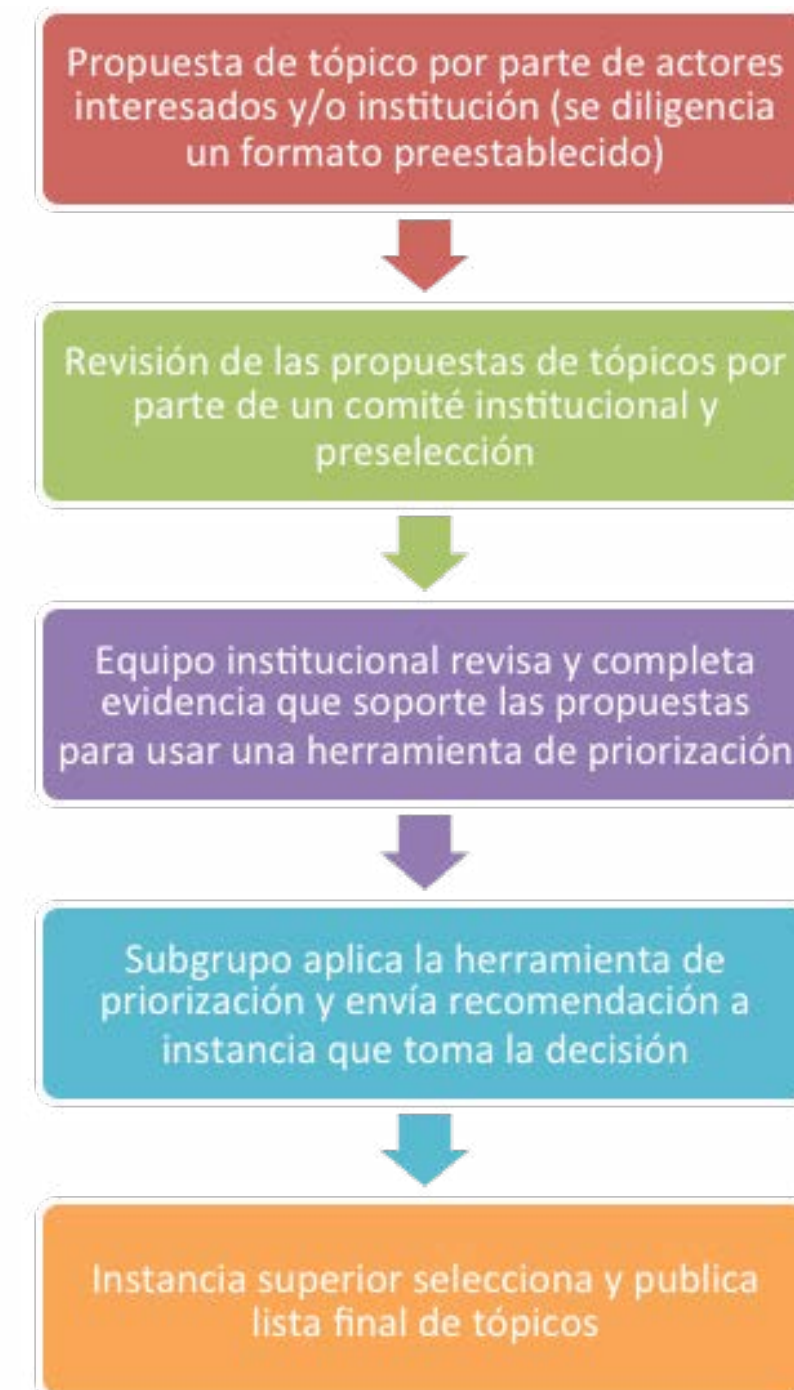 Propuesta de tópico por parte de actores
interesados y/o institución (se diligencia
un formato preestablecido)
Revisión de las propuestas de tópicos por
parte de un comité institucional y
preselección
Equipo institucional revisa y completa
evidencia que soporte las propuestas
para usar una herramienta de priorización
Subgrupo aplica la herramienta de
priorización y envía recomendación a
instancia que toma la decisión
Instancia superior selecciona y publica
lista final de tópicos